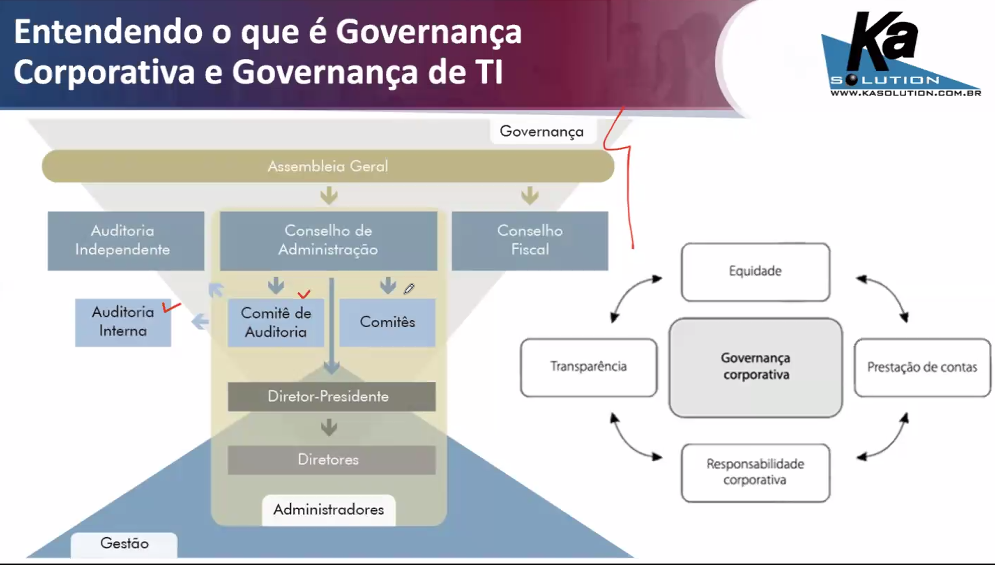 Entendendo o que é Governança
Corporativa e Governança de TI
Ka
SOLUTION
WWW.KASOLUTION.COM.BR
Governança
Assembleia Geral
Auditoria
Independente
Conselho de
Administração
Conselho
Fiscal
Auditoria
Interna
Comitê de
Auditoria
Comitês
Diretor-Presidente
Diretores
Administradores
Gestão
Equidade
Transparência
Governança
corporativa
Prestação de contas
Responsabilidade
corporativa